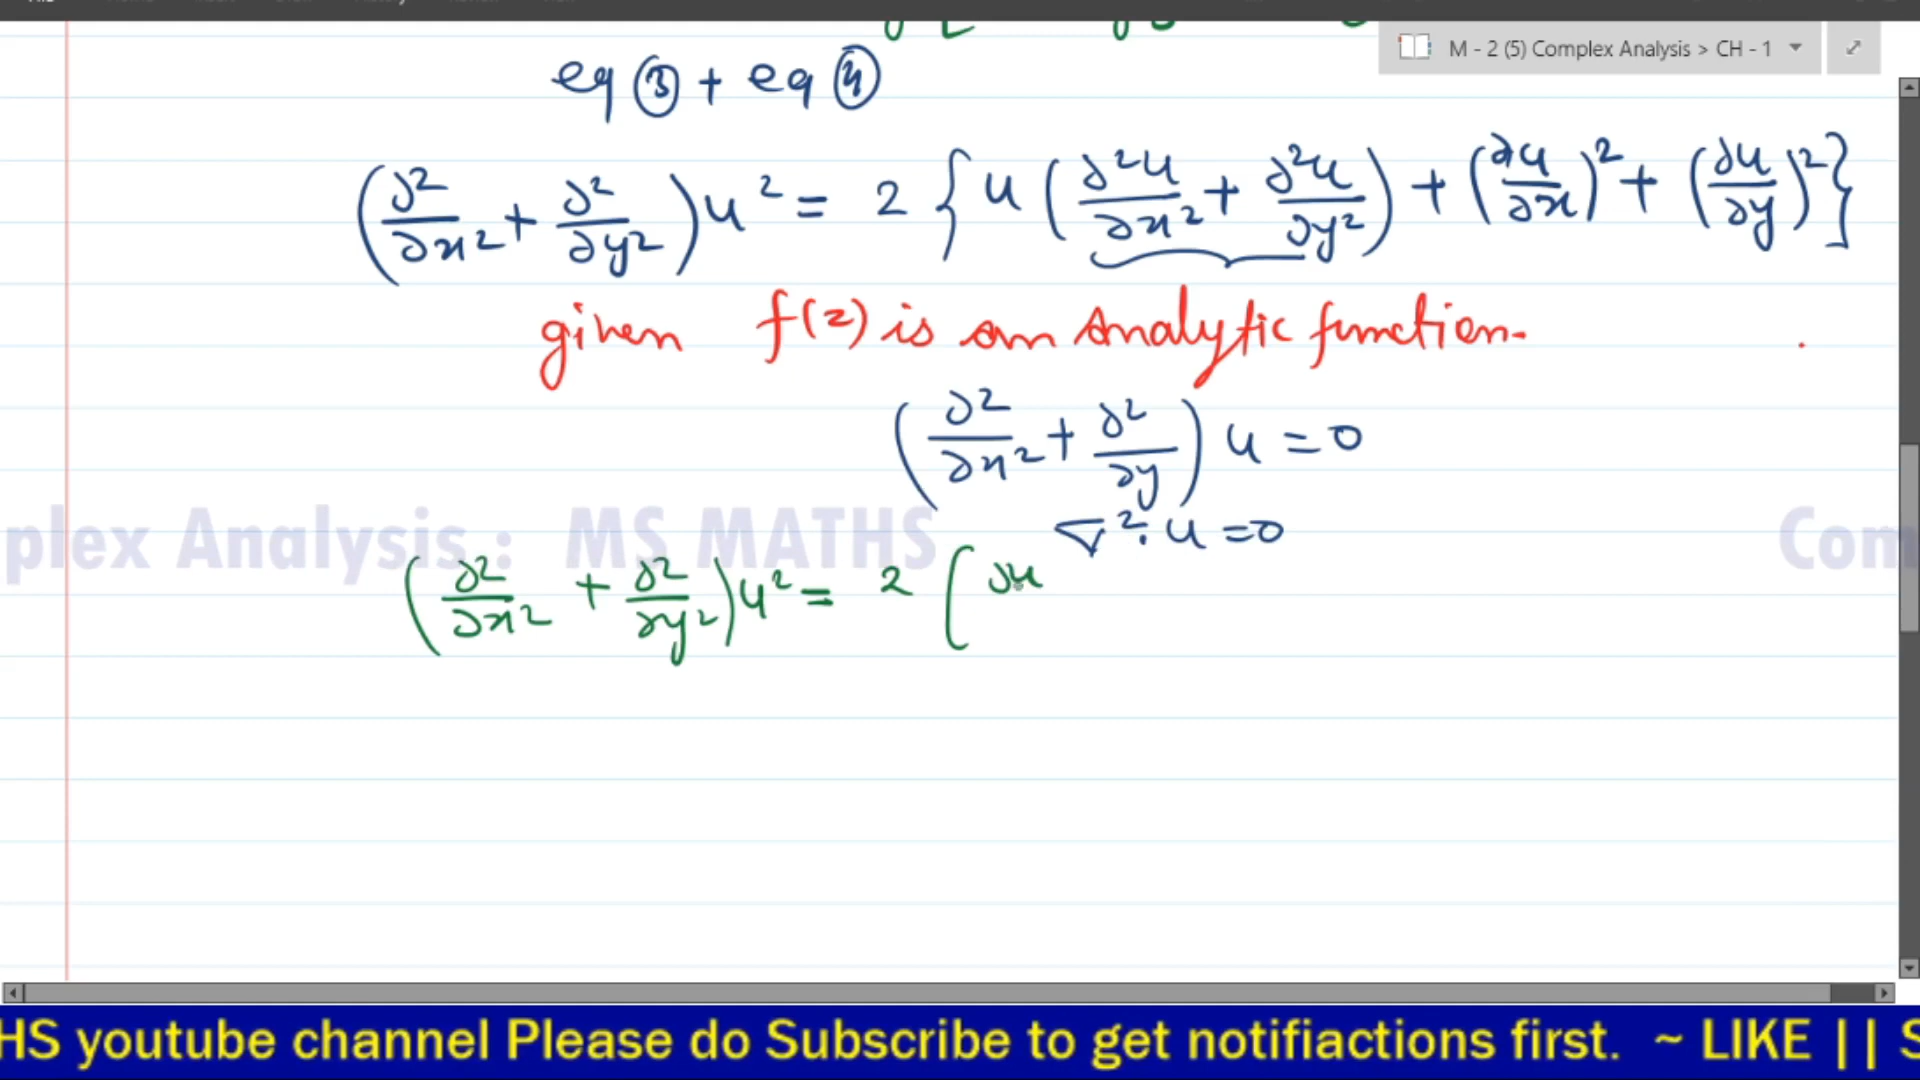 M - 2 (5) Complex Analysis > CH - 1
eq ③ + eq ④
(∂²/∂x² + ∂²/∂y²)u² = 2 {u (∂²u/∂x² + ∂²u/∂y²) + (∂u/∂x)² + (∂u/∂y)²}
given f(z) is an Analytic function.
(∂²/∂x² + ∂²/∂y) u = 0
∇². u = 0
plex Analysis : MS MATHS Com
(∂²/∂x² + ∂²/∂y²)u² = 2 [∂u
HS youtube channel Please do Subscribe to get notifiactions first. ~ LIKE || S